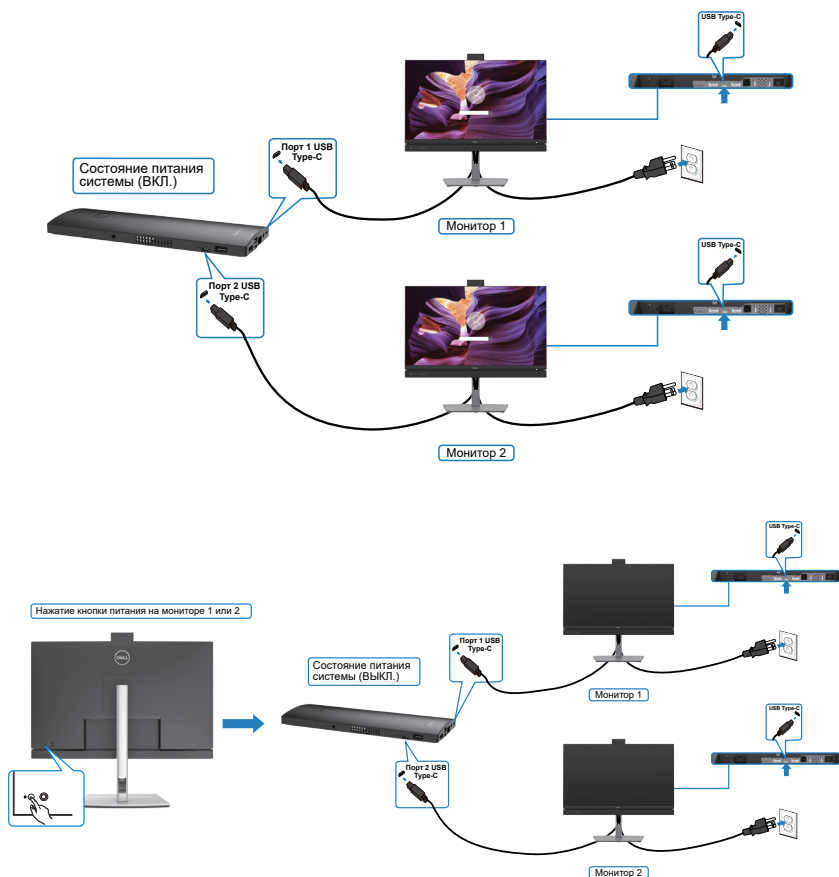 USB Type-C
Порт 1 USB
Type-C
Состояние питания
системы (ВКЛ.)
Монитор 1
USB Type-C
Порт 2 USB
Type-C
Монитор 2
USB Type-C
Нажатие кнопки питания на мониторе 1 или 2
Порт 1 USB
Type-C
DELL
Состояние питания
системы (ВЫКЛ.)
Монитор 1
USB Type-C
Порт 2 USB
Type-C
Монитор 2